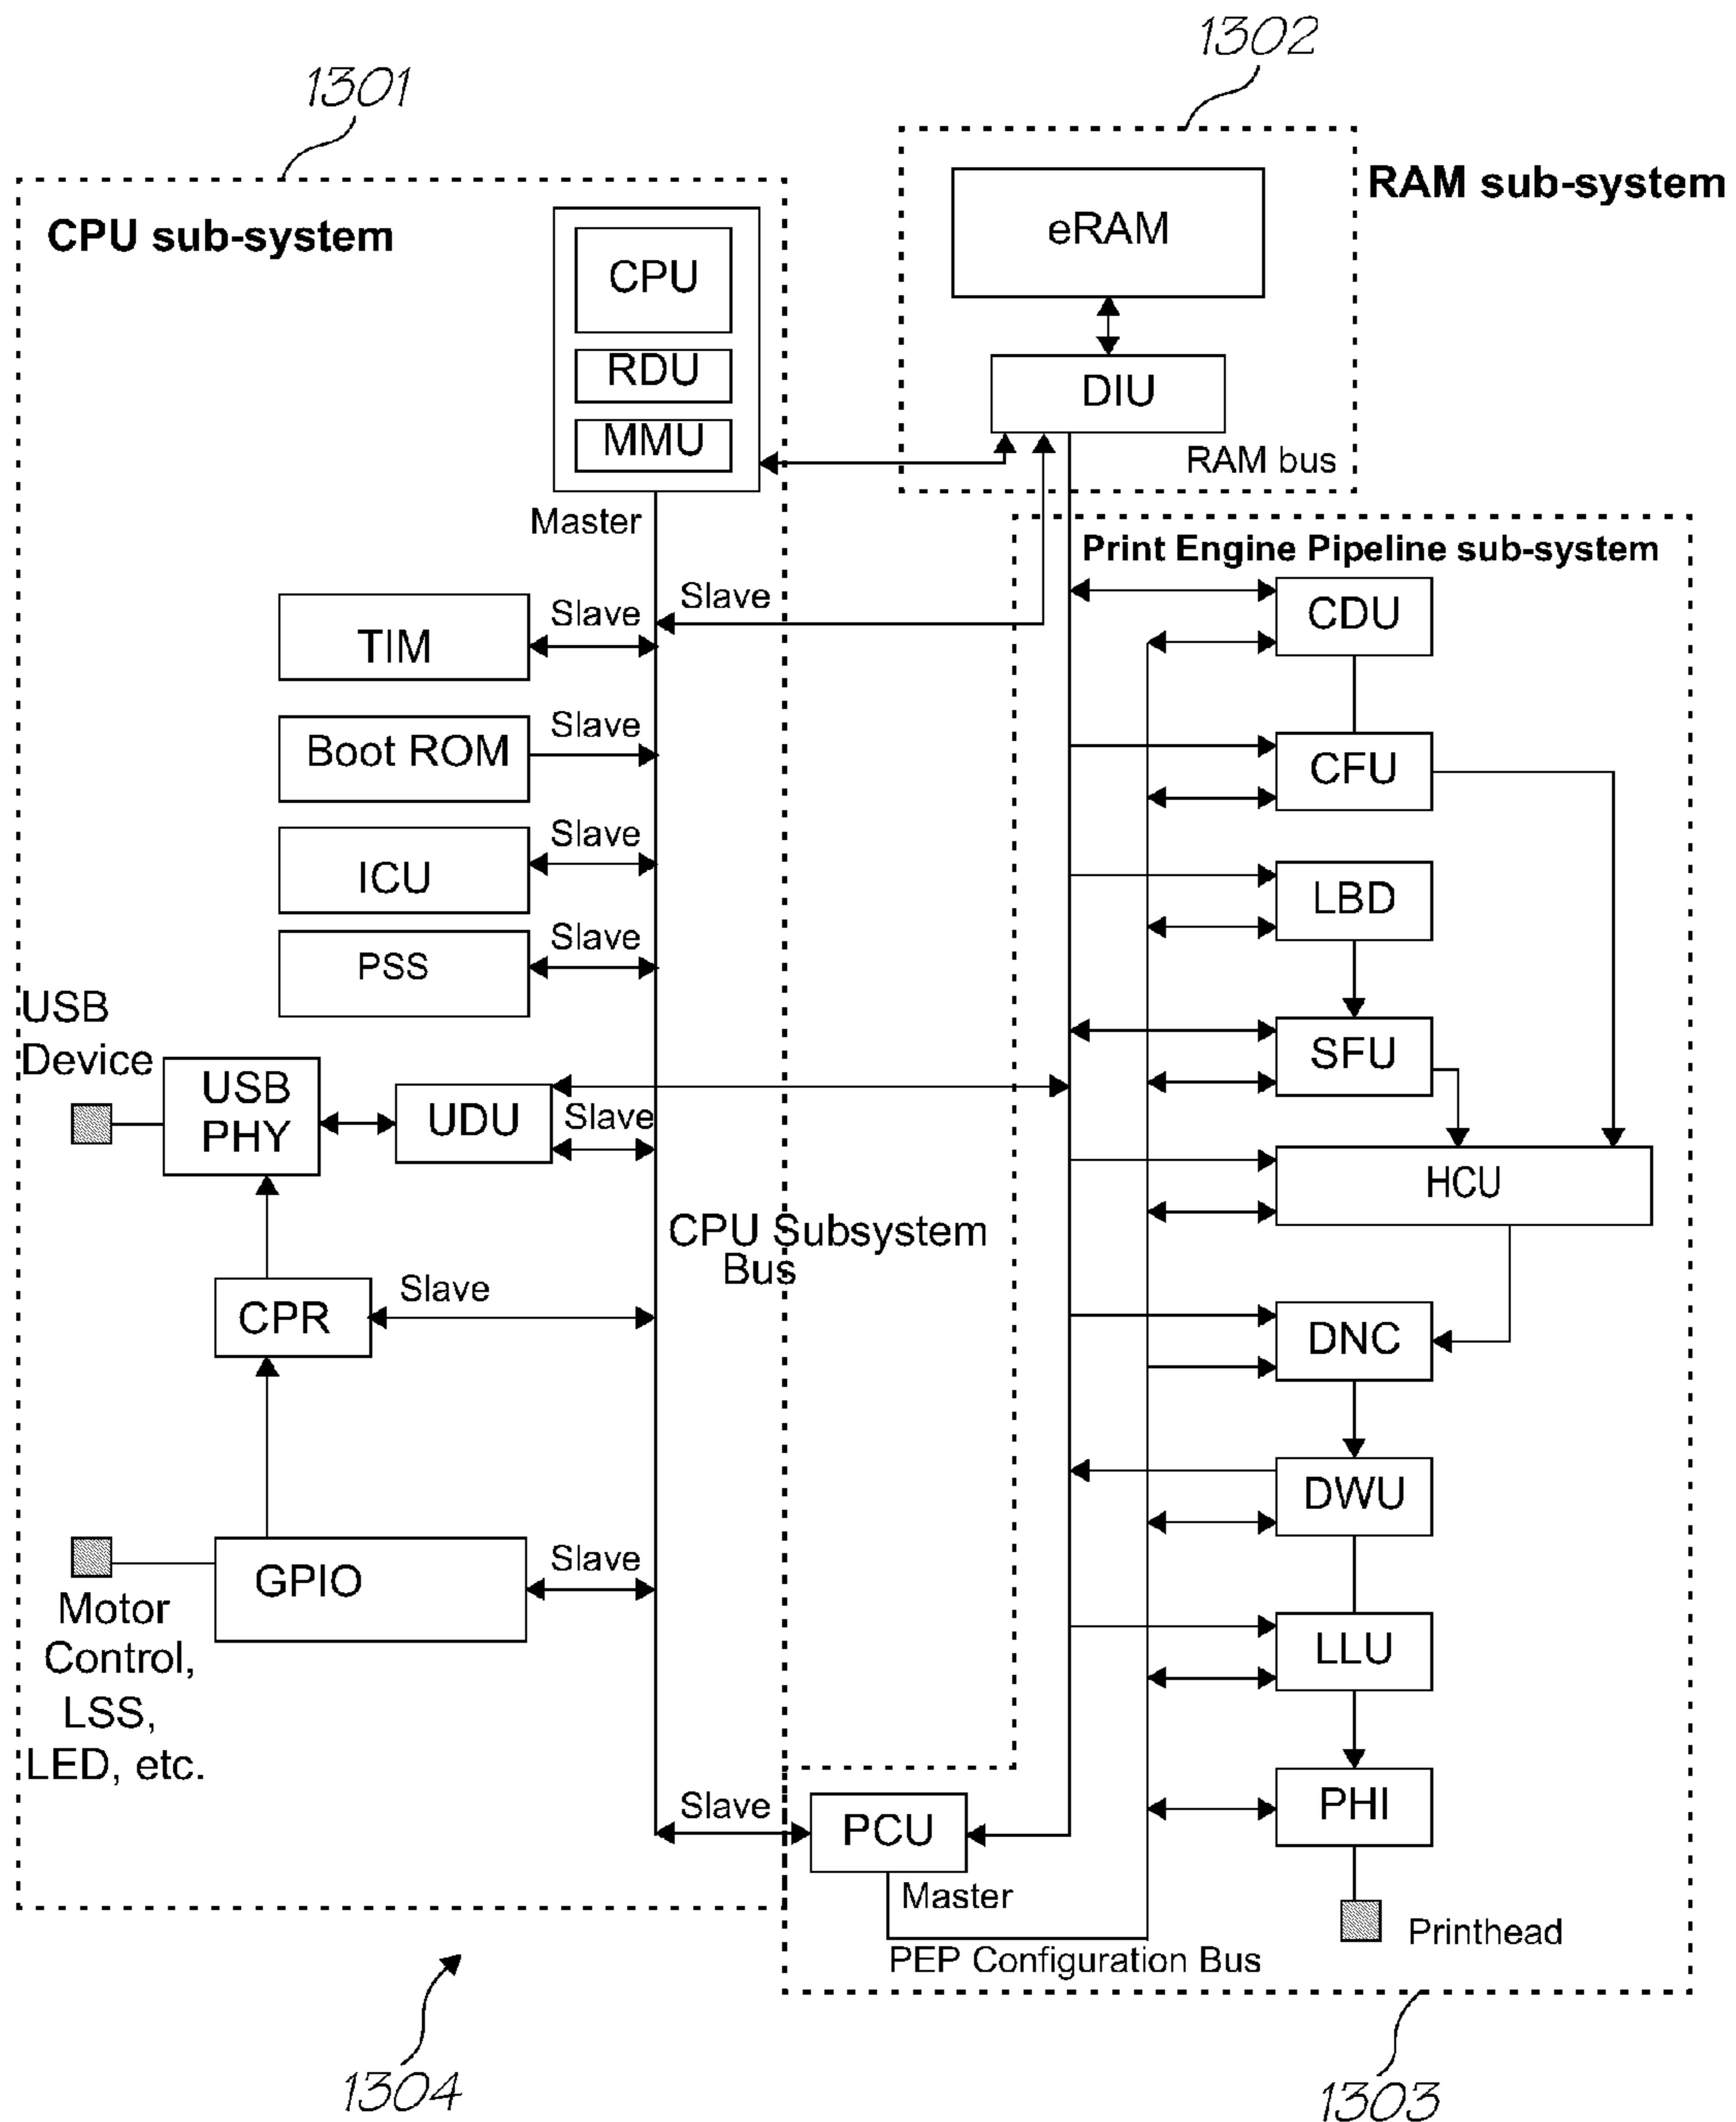 1302
1301
RAM sub-system
CPU sub-system
eRAM
CPU
RDU
DIU
MMU
RAM bus
Master
Print Engine Pipeline sub-system
Slave
Slave
CDU
TIM
Slave
Boot ROM
CFU
Slave
ICU
LBD
Slave
PSS
USB
Device
SFU
USB
PHY
UDU
Slave
HCU
CPU Subsystem
Bus
Slave
CPR
DNC
DWU
Slave
GPIO
Motor
Control,
LSS,
LED, etc.
LLU
Slave
PCU
PHI
Master
Printhead
PEP Configuration Bus
1304
1303